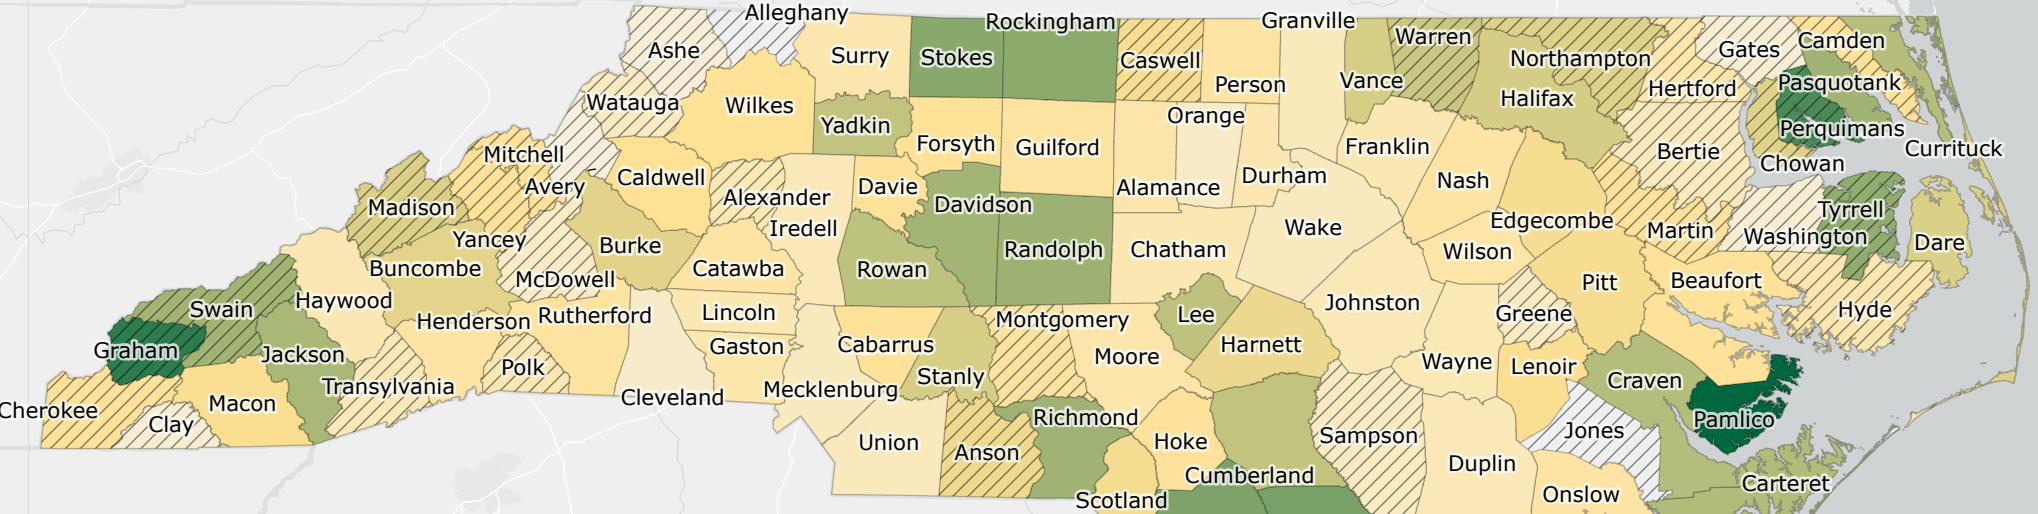 Alleghany
Rockingham
Granville
Ashe
Surry
Stokes
Caswell
Person
Warren
Vance
Northampton
Halifax
Hertford
Gates
Camden
Pasquotank
Watauga
Wilkes
Yadkin
Forsyth
Guilford
Orange
Franklin
Bertie
Perquimans
Chowan
Currituck
Mitchell
Avery
Caldwell
Alexander
Davie
Davidson
Alamance
Durham
Nash
Edgecombe
Martin
Tyrrell
Washington
Dare
Madison
Yancey
Burke
Iredell
Randolph
Chatham
Wake
Wilson
Buncombe
McDowell
Catawba
Rowan
Pitt
Beaufort
Hyde
Swain
Haywood
Henderson
Rutherford
Lincoln
Montgomery
Lee
Johnston
Greene
Graham
Jackson
Polk
Gaston
Cabarrus
Moore
Harnett
Wayne
Lenoir
Craven
Transylvania
Cleveland
Mecklenburg
Stanly
Cherokee
Clay
Macon
Richmond
Pamlico
Union
Anson
Hoke
Sampson
Jones
Cumberland
Duplin
Scotland
Onslow
Carteret